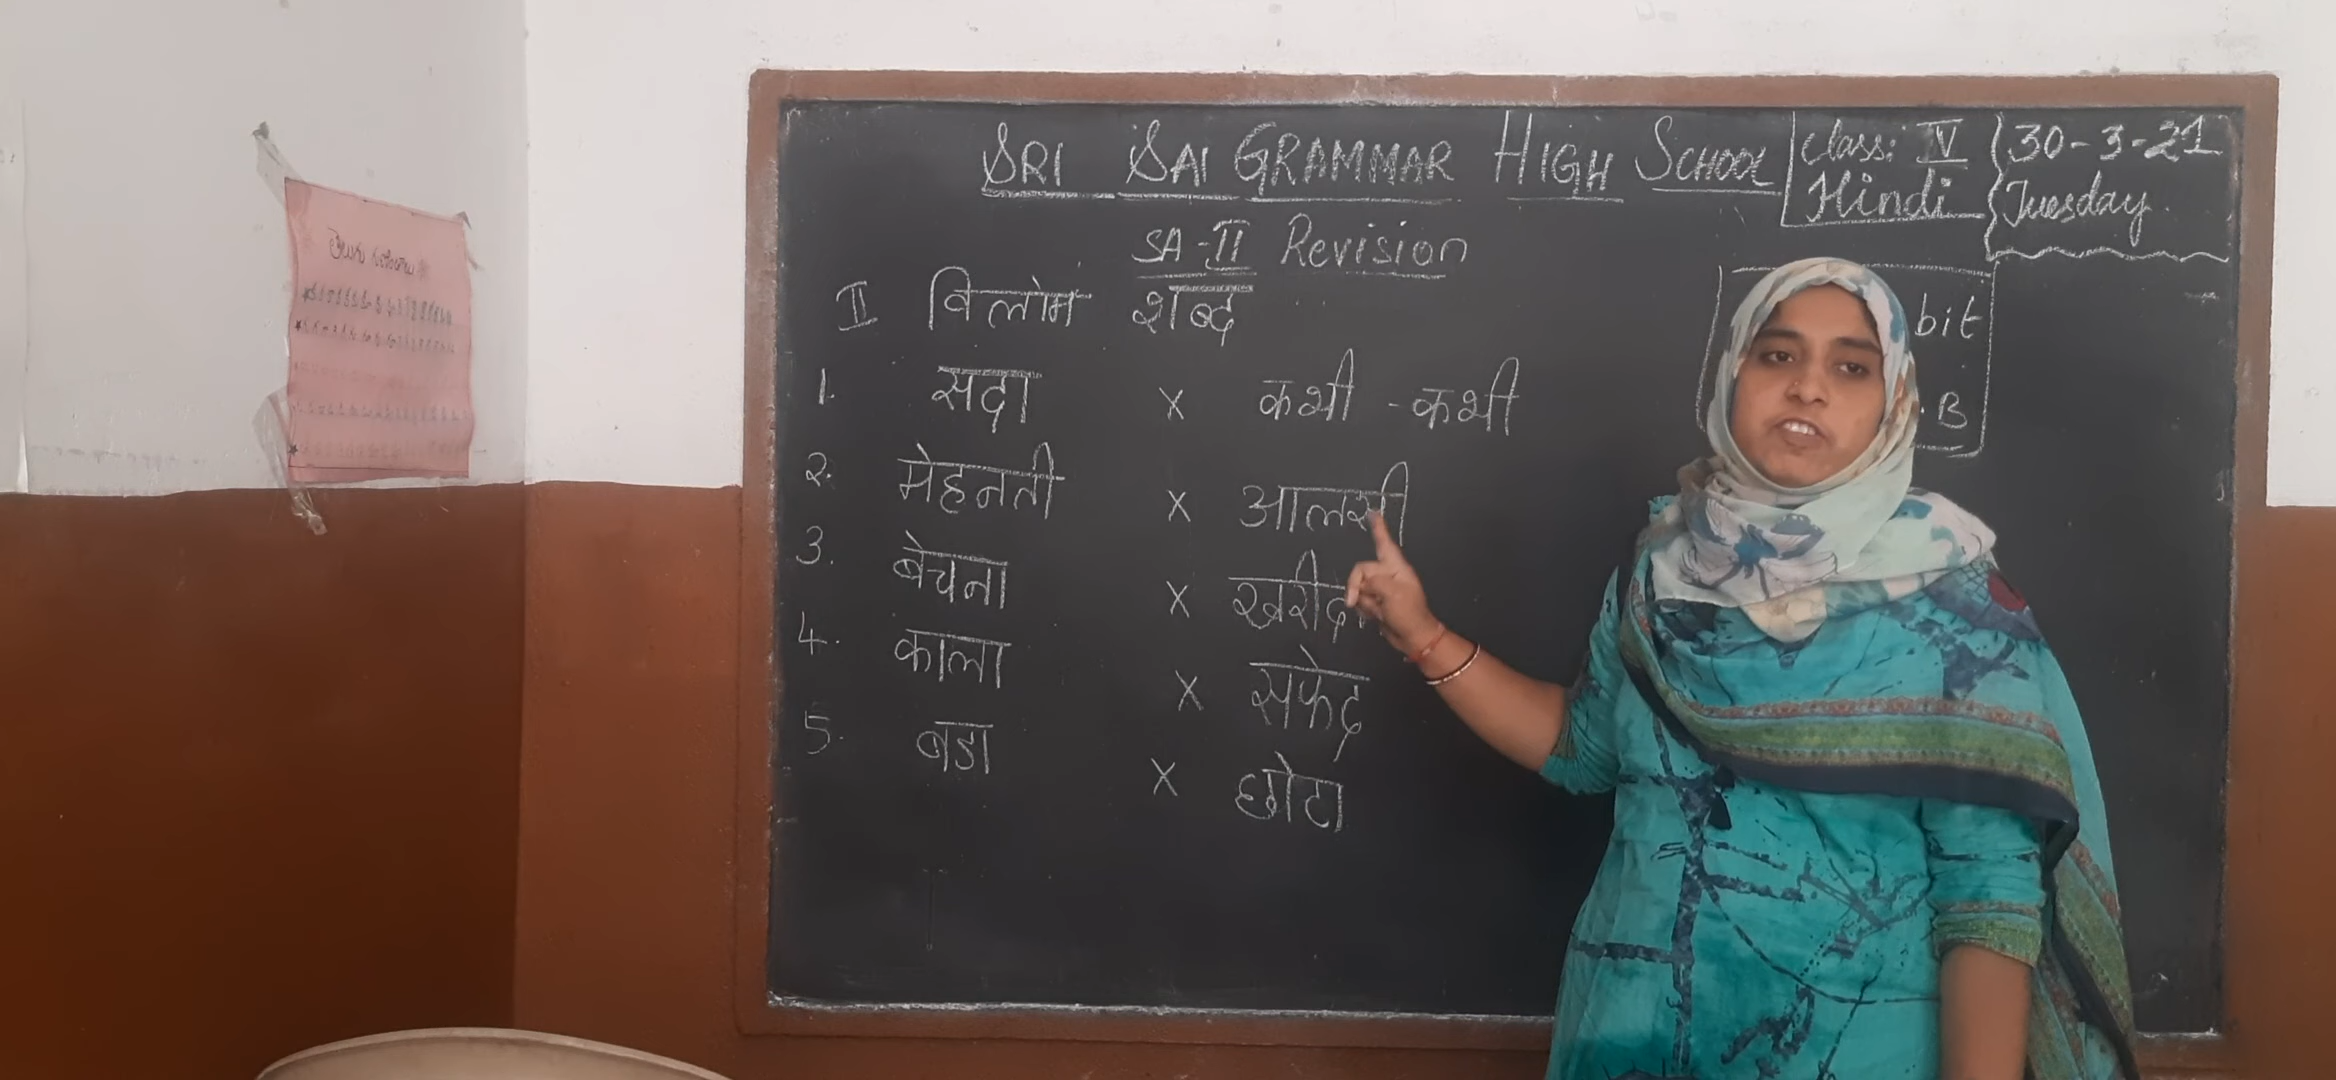 SRI SAI GRAMMAR HIGH SCHOOL
Class: IV
Hindi
30-3-21
Tuesday
SA-II Revision
II विलोम शब्द
1. सदा x कभी - कभी
2. मेहनती x आलसी
3. बेचना x खरीद
4. काला x सफेद
5. बडा x छोटा
bit
B